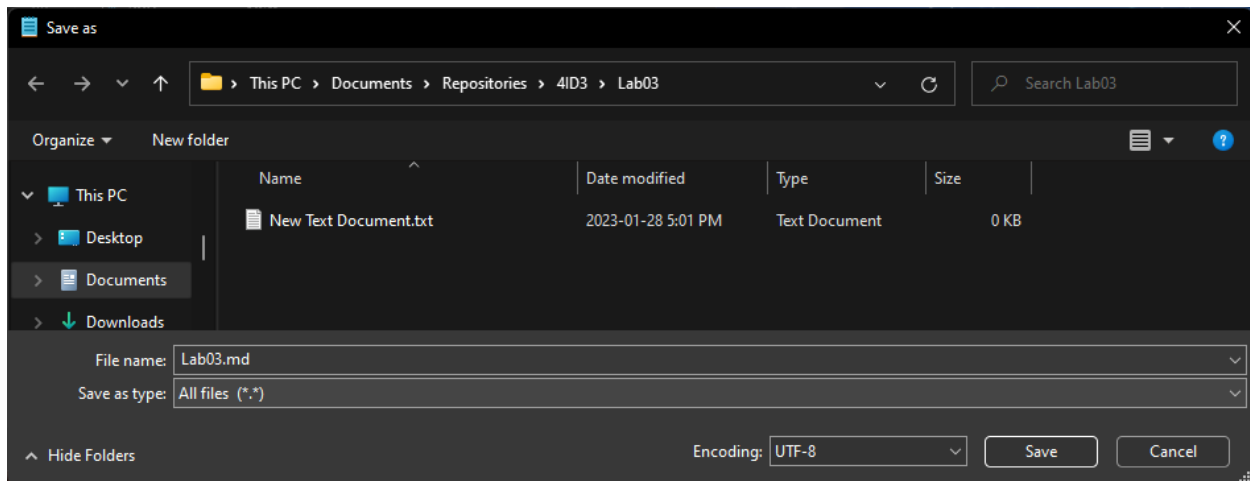 Save as
This PC > Documents > Repositories > 4ID3 > Lab03
Search Lab03
Organize
New folder
Name
Date modified
Type
Size
This PC
New Text Document.txt
2023-01-28 5:01 PM
Text Document
0 KB
Desktop
Documents
Downloads
File name: Lab03.md
Save as type: All files (*.*)
Hide Folders
Encoding: UTF-8
Save
Cancel